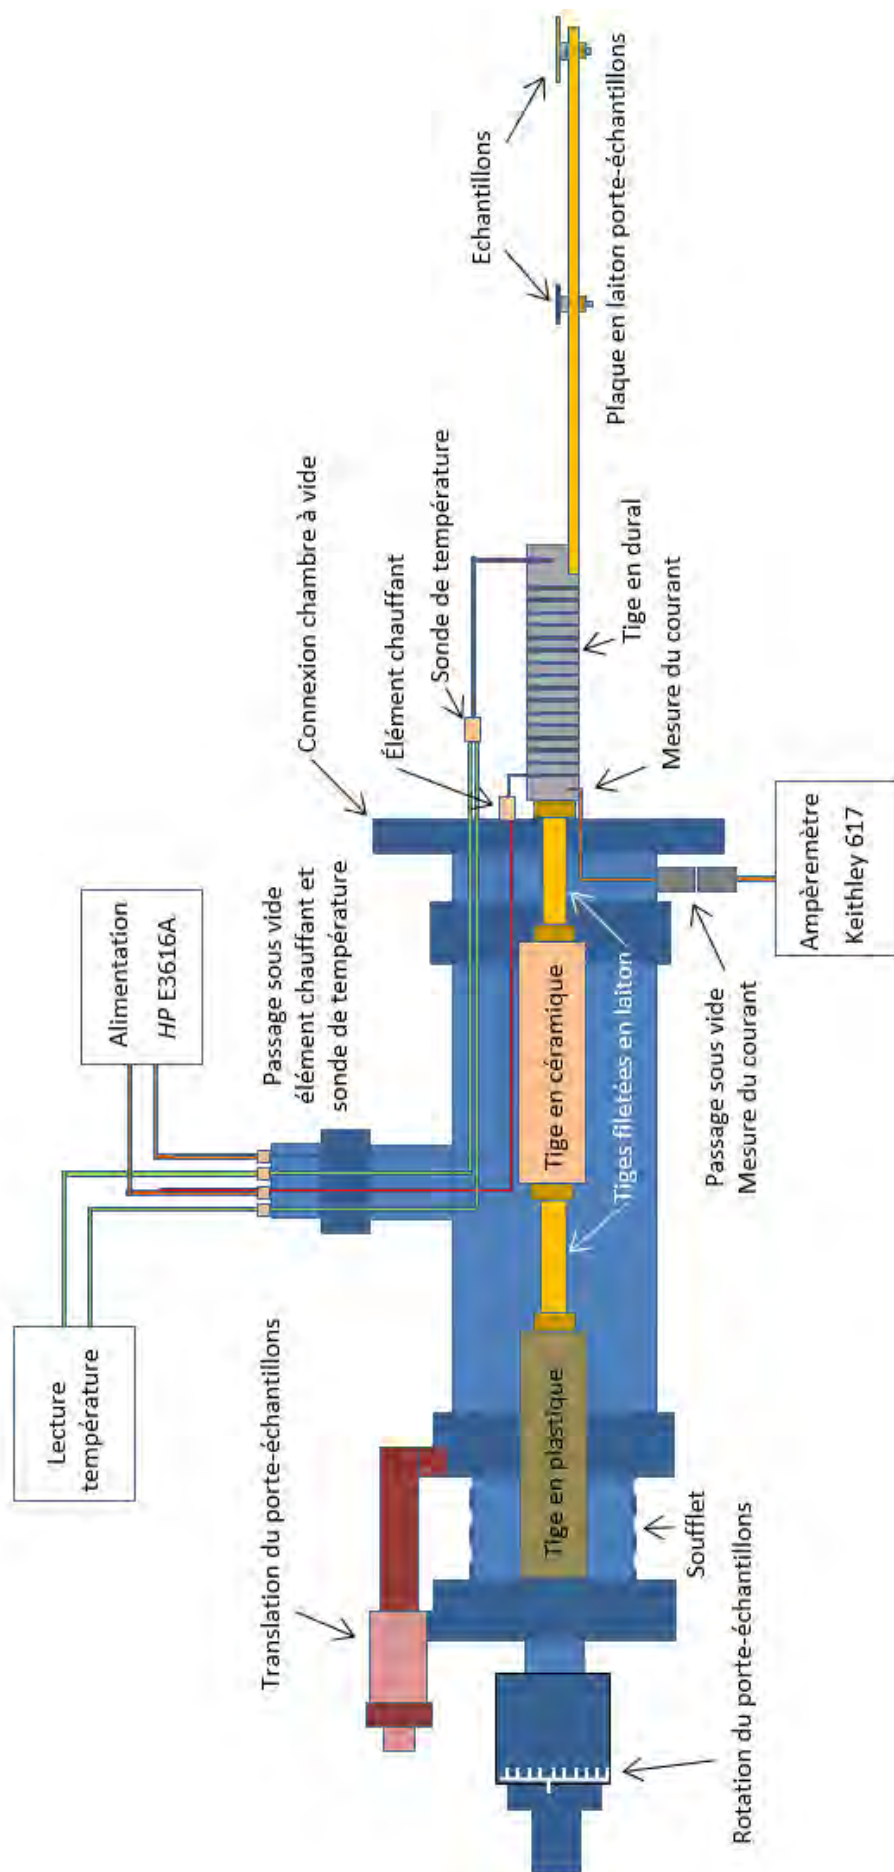 Lecture
température
Alimentation
HP E3616A
Translation du porte-échantillons
Passage sous vide
élément chauffant et
sonde de température
Connexion chambre à vide
Élément chauffant
Sonde de température
Echantillons
Tige en plastique
Tige en céramique
Tiges filetées en laiton
Plaque en laiton porte-échantillons
Tige en dural
Mesure du courant
Soufflet
Rotation du porte-échantillons
Passage sous vide
Mesure du courant
Ampèremètre
Keithley 617